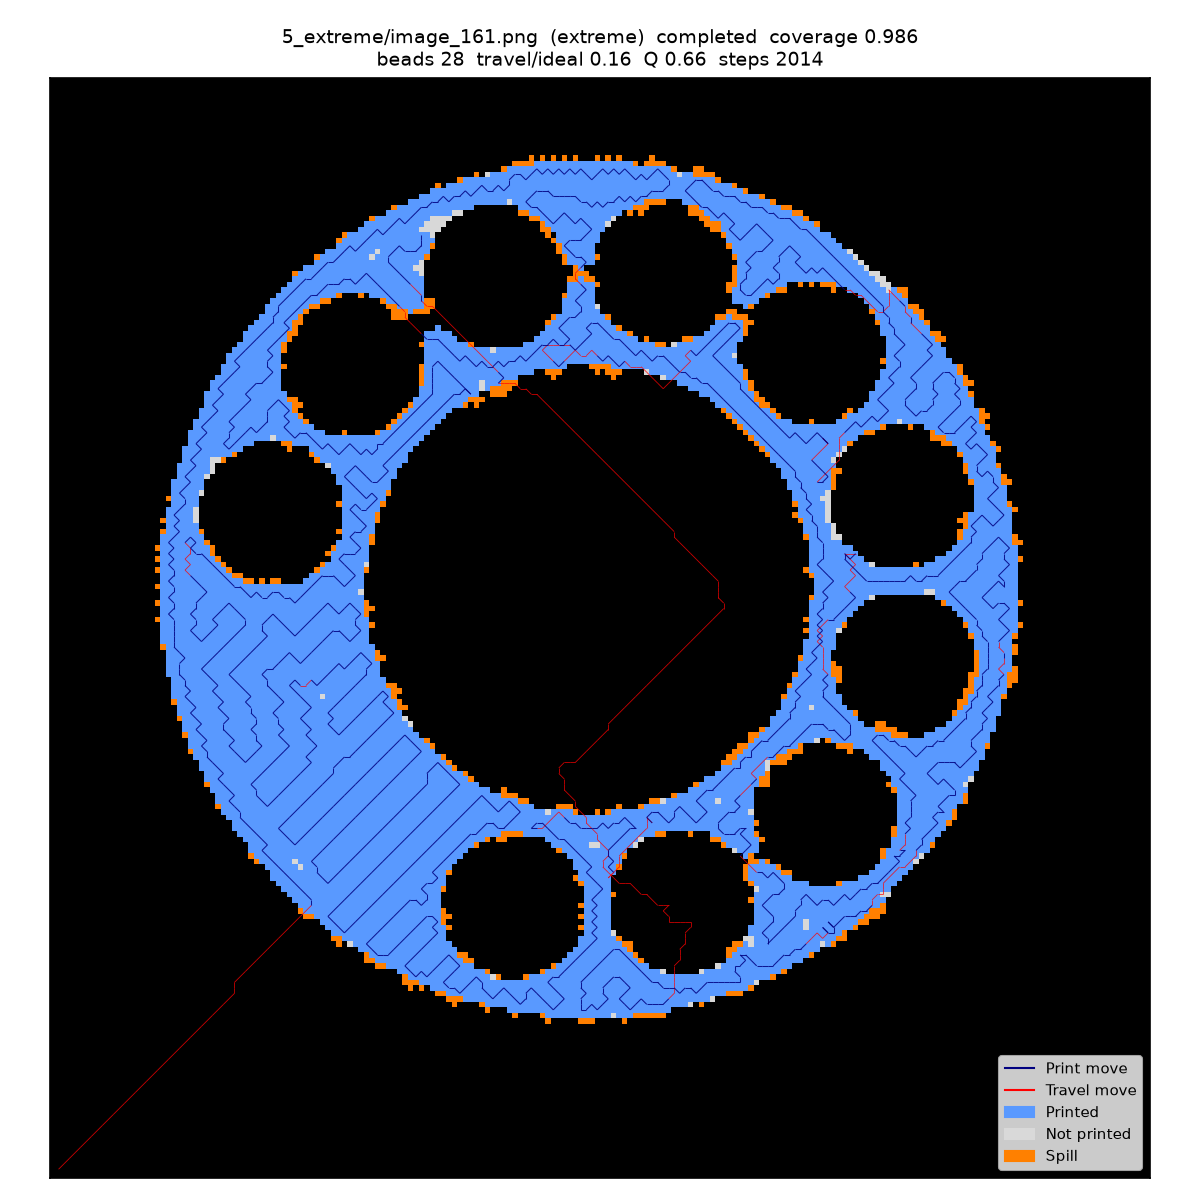 5_extreme/image_161.png  (extreme)  completed  coverage 0.986
beads 28  travel/ideal 0.16  Q 0.66  steps 2014
Print move
Travel move
Printed
Not printed
Spill